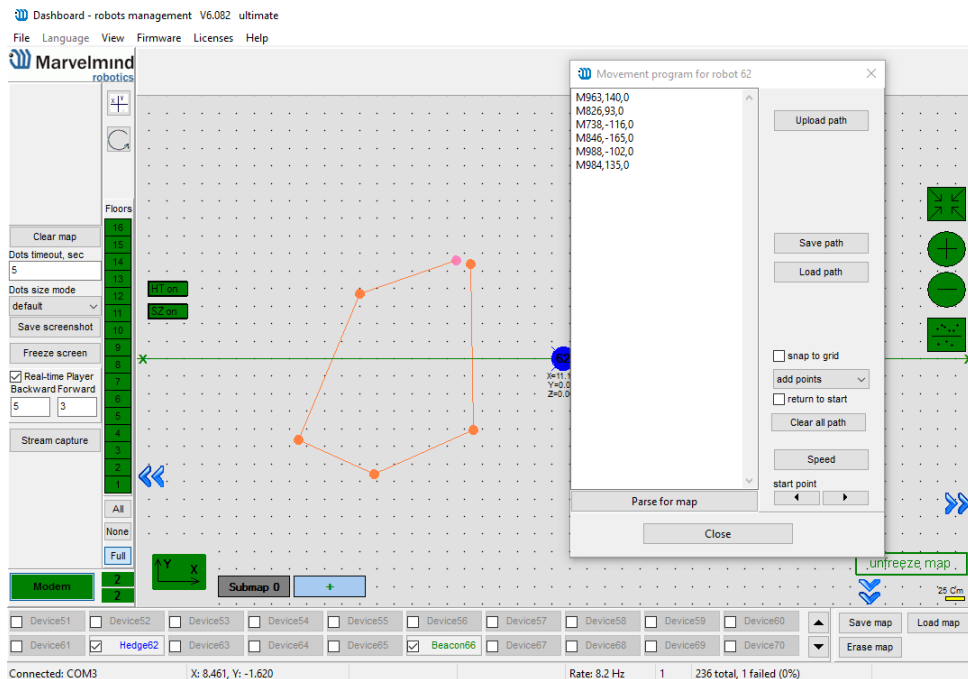 Dashboard - robots management V6.082 ultimate
File Language View Firmware Licenses Help
Marvelmind
robotics
Clear map
Dots timeout, sec
5
Dots size mode
default
Save screenshot
Freeze screen
Real-time Player
Backward Forward
5 3
Stream capture
Modem
x Y
Floors
16
15
14
13
12
11
10
9
8
7
6
5
4
3
2
1
All
None
Full
2
2
HT on
SZ on
X
X
62
X=11.1
Y=0.0
Z=0.0
Y X
Submap 0 +
Movement program for robot 62
M963,140,0
M826,93,0
M738,-116,0
M846,-165,0
M988,-102,0
M984,135,0
Parse for map
Upload path
Save path
Load path
snap to grid
add points
return to start
Clear all path
Speed
start point
Close
unfreeze map
25 Cm
Device51 Device52 Device53 Device54 Device55 Device56 Device57 Device58 Device59 Device60
Device61 Hedge62 Device63 Device64 Device65 Beacon66 Device67 Device68 Device69 Device70
Save map Load map
Erase map
Connected: COM3 X: 8.461, Y: -1.620 Rate: 8.2 Hz 1 236 total, 1 failed (0%)